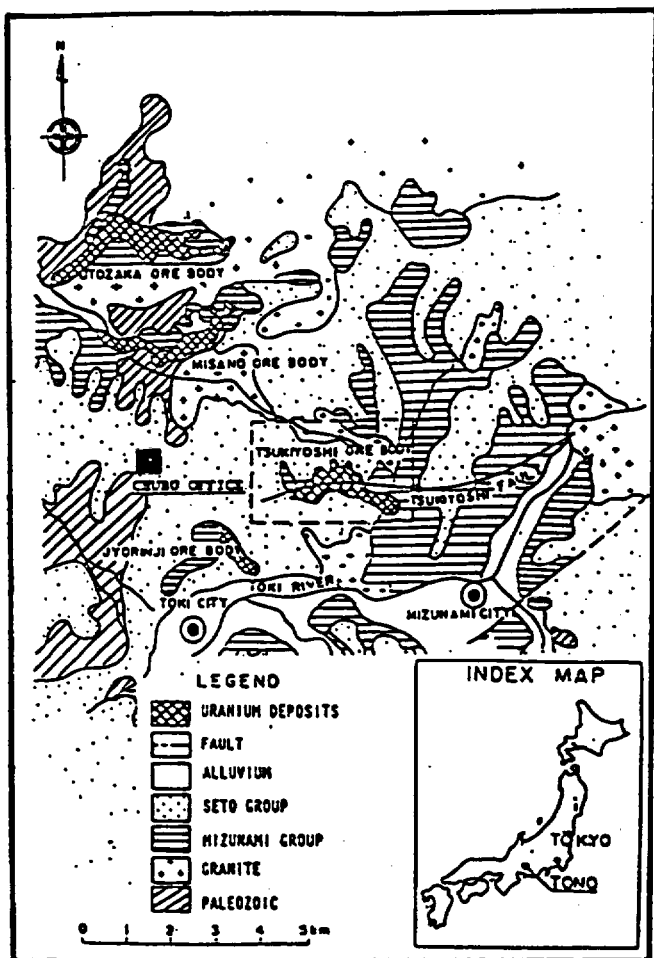 N
UTOZAKA ORE BODY
MISANO ORE BODY
TSUKIYOSHI ORE BODY
TSUKIYOSHI FAULT
CHUBU OFFICE
JYORINJI ORE BODY
TOKI RIVER
TOKI CITY
MIZUNAMI CITY
LEGEND
URANIUM DEPOSITS
FAULT
ALLUVIUM
SETO GROUP
MIZUNAMI GROUP
GRANITE
PALEOZOIC
0 1 2 3 4 5km
INDEX MAP
TOKYO
TONO